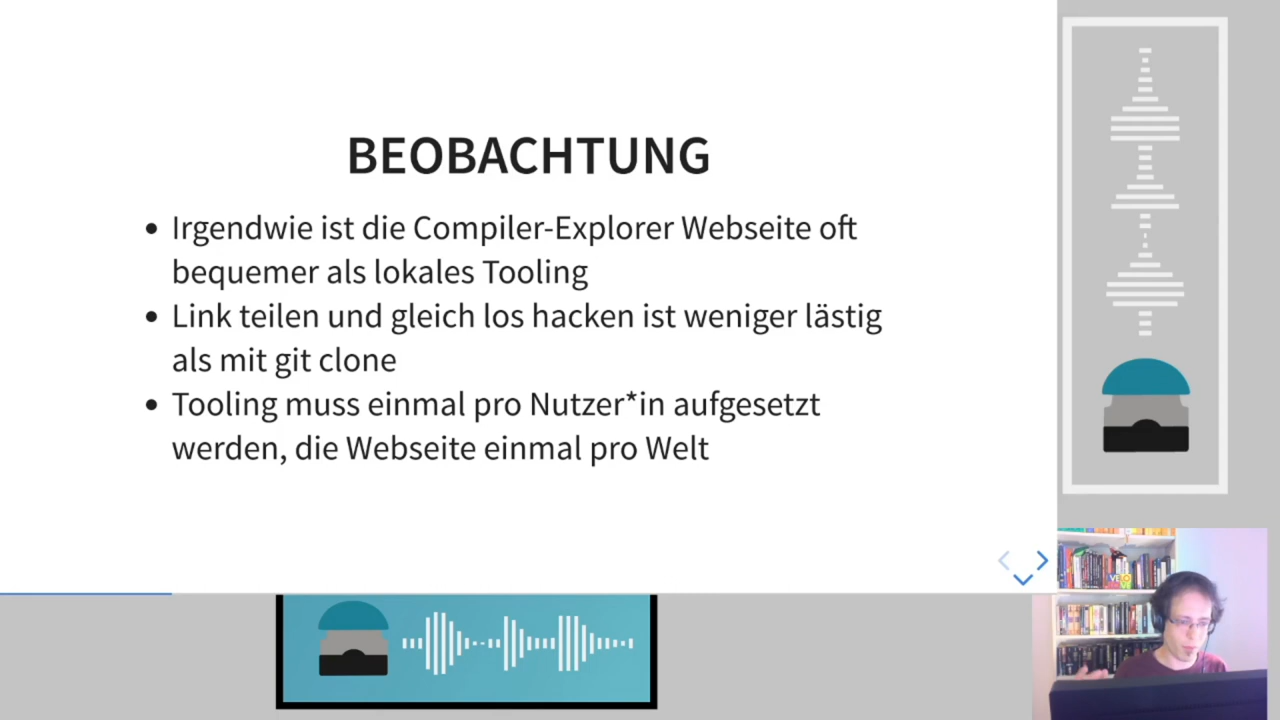 BEOBACHTUNG
Irgendwie ist die Compiler-Explorer Webseite oft
bequemer als lokales Tooling
Link teilen und gleich los hacken ist weniger lästig
als mit git clone
Tooling muss einmal pro Nutzer*in aufgesetzt
werden, die Webseite einmal pro Welt